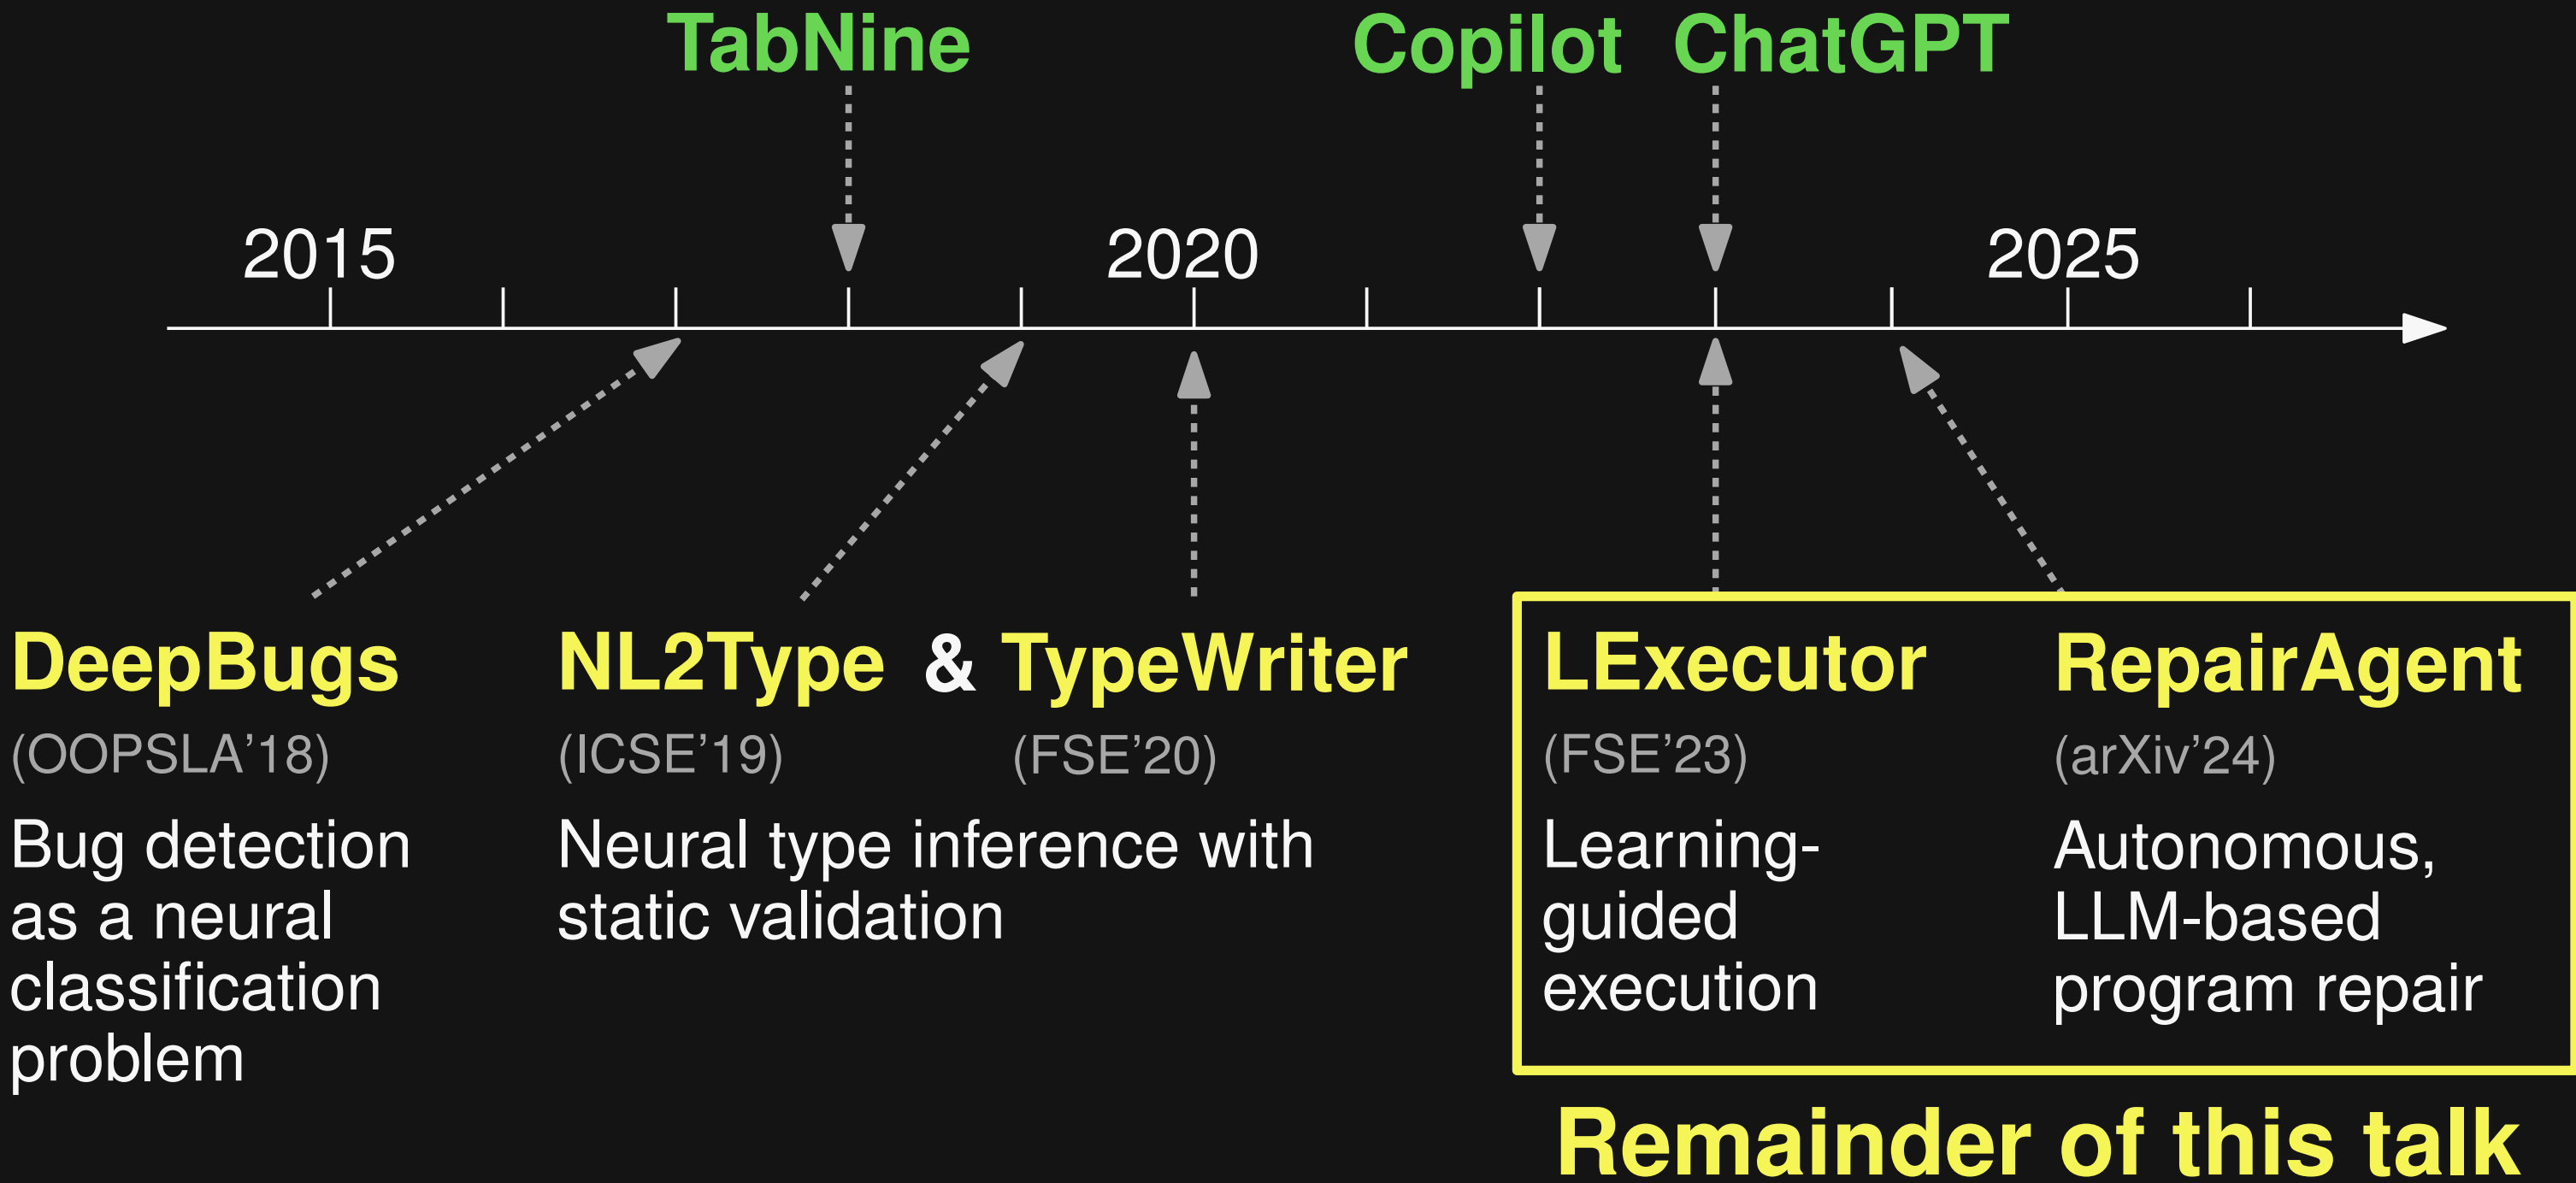 TabNine
Copilot
ChatGPT
2015
2020
2025
DeepBugs
(OOPSLA’18)
Bug detection
as a neural
classification
problem
NL2Type & TypeWriter
(ICSE’19)
(FSE’20)
Neural type inference with
static validation
LExecutor
(FSE’23)
Learning-
guided
execution
RepairAgent
(arXiv’24)
Autonomous,
LLM-based
program repair
Remainder of this talk